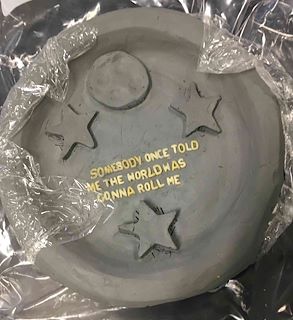 SOMEBODY ONCE TOLD
ME THE WORLD WAS
GONNA ROLL ME